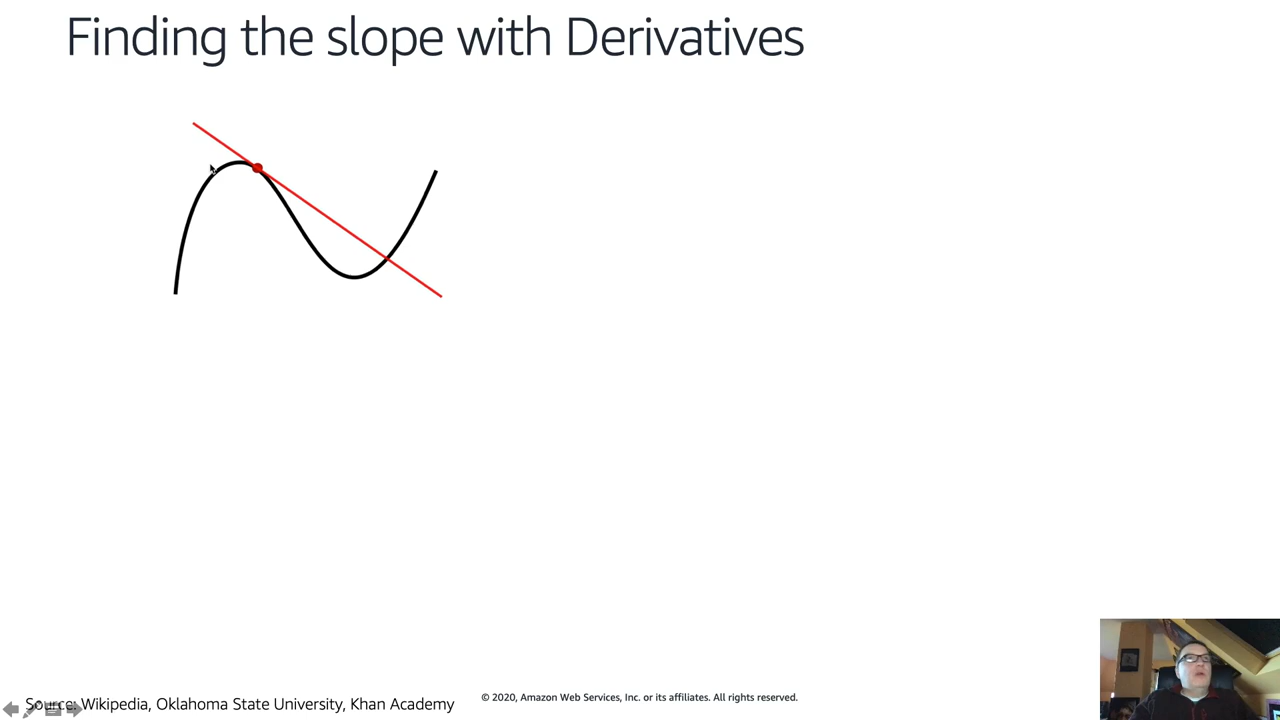 Finding the slope with Derivatives
Source: Wikipedia, Oklahoma State University, Khan Academy
© 2020, Amazon Web Services, Inc. or its affiliates. All rights reserved.